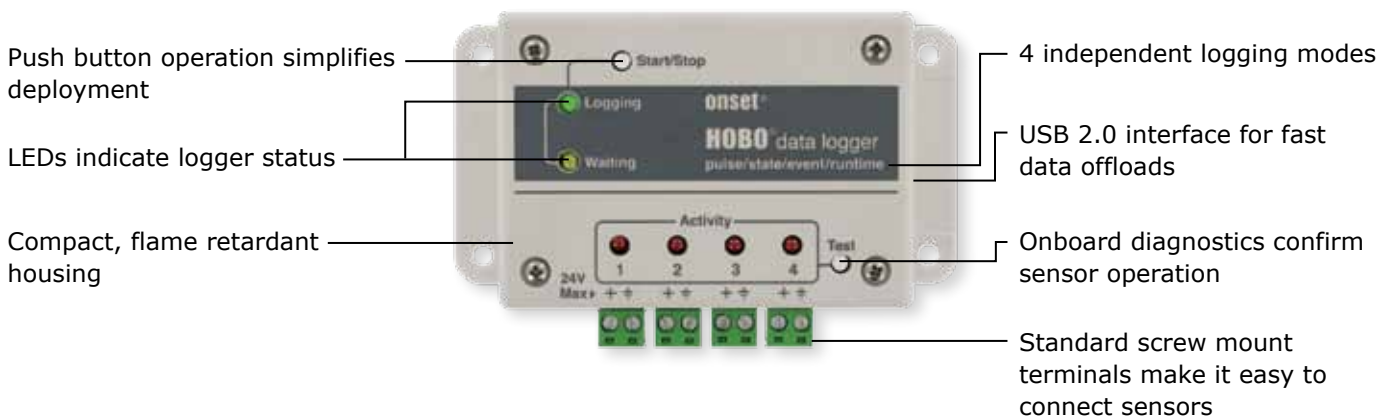 Push button operation simplifies
deployment
LEDs indicate logger status
Compact, flame retardant
housing
Start/Stop
Logging
onset
HOBO data logger
Waiting
pulse/state/event/runtime
Activity
Test
1 2 3 4
24V
Max
+ + + +
4 independent logging modes
USB 2.0 interface for fast
data offloads
Onboard diagnostics confirm
sensor operation
Standard screw mount
terminals make it easy to
connect sensors